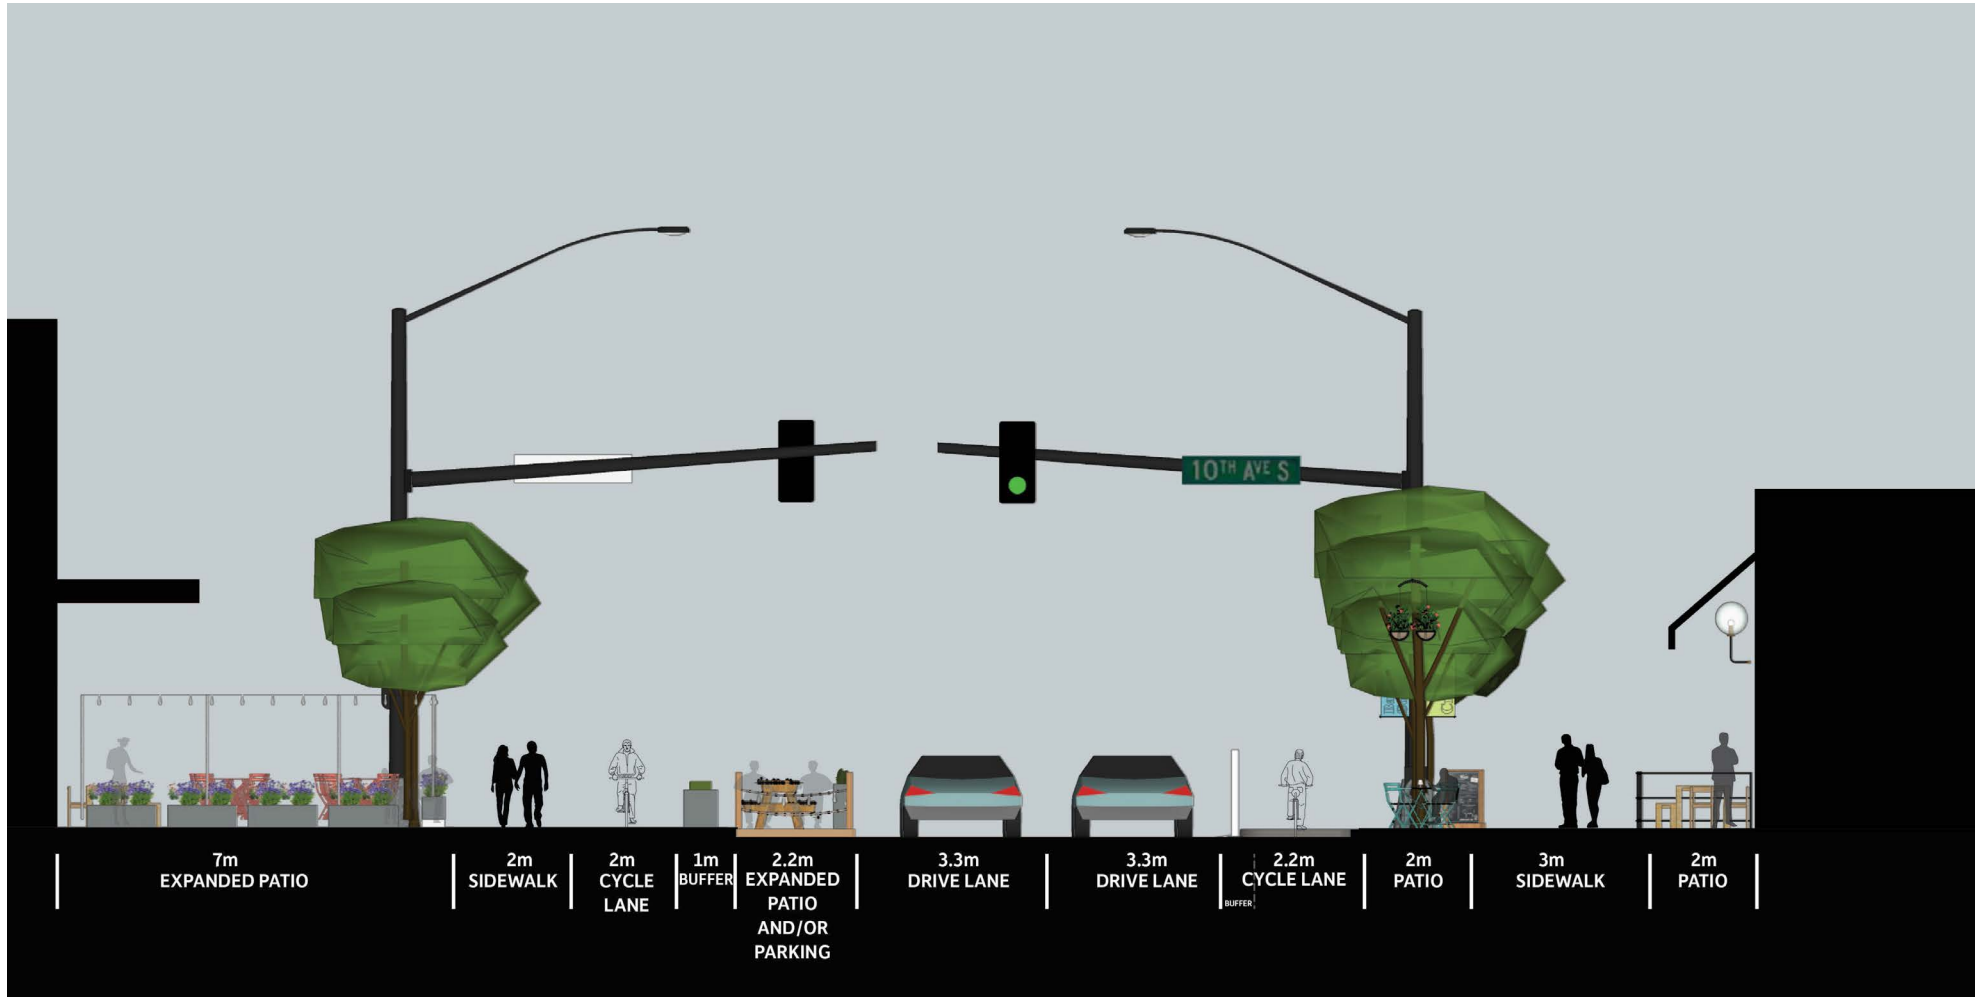 10TH AVE S
7m
EXPANDED PATIO
2m
SIDEWALK
2m
CYCLE
LANE
1m
BUFFER
2.2m
EXPANDED
PATIO
AND/OR
PARKING
3.3m
DRIVE LANE
3.3m
DRIVE LANE
BUFFER
2.2m
CYCLE LANE
2m
PATIO
3m
SIDEWALK
2m
PATIO